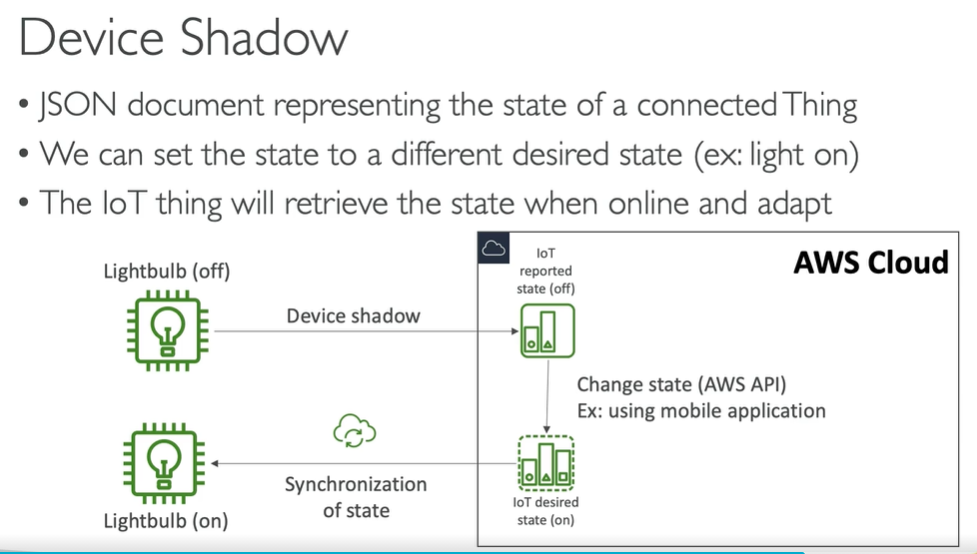 Device Shadow
• JSON document representing the state of a connected Thing
• We can set the state to a different desired state (ex: light on)
• The IoT thing will retrieve the state when online and adapt
AWS Cloud
Lightbulb (off)
Device shadow
IoT
reported
state (off)
Change state (AWS API)
Ex: using mobile application
Lightbulb (on)
Synchronization
of state
IoT desired
state (on)